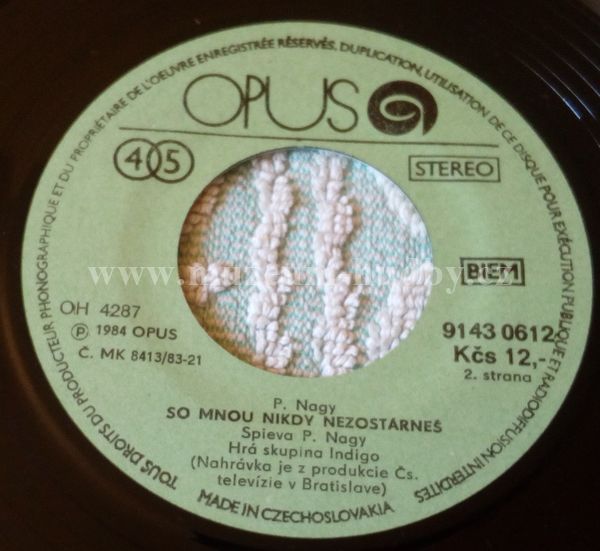 TOUS DROITS DU PRODUCTEUR PHONOGRAPHIQUE ET DU PROPRIÉTAIRE DE L'OEUVRE ENREGISTRÉE RÉSERVÉS. DUPLICATION, UTILISATION DE CE DISQUE POUR EXÉCUTION PUBLIQUE ET RADIODIFFUSION INTERDITES
OPUS
45
STEREO
BIEM
OH 4287
Ⓟ 1984 OPUS
Č. MK 8413/83-21
9143 0612
Kčs 12,-
2. strana
P. Nagy
SO MNOU NIKDY NEZOSTARNEŠ
Spieva P. Nagy
Hrá skupina Indigo
(Nahrávka je z produkcie Čs.
televízie v Bratislave)
MADE IN CZECHOSLOVAKIA